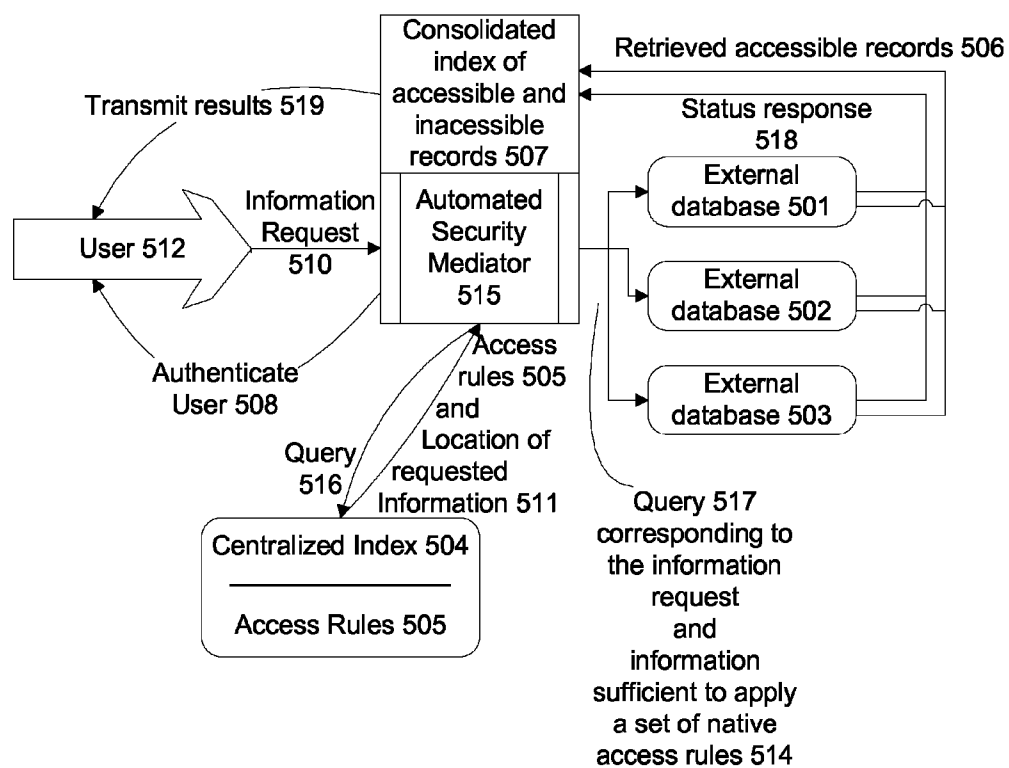 Consolidated
index of
accessible and
inacessible
records 507
Retrieved accessible records 506
Transmit results 519
Status response
518
User 512
Information
Request
510
Automated
Security
Mediator
515
External
database 501
External
database 502
External
database 503
Authenticate
User 508
Access
rules 505
and
Location of
requested
Information 511
Query
516
Centralized Index 504
Access Rules 505
Query 517
corresponding to
the information
request
and
information
sufficient to apply
a set of native
access rules 514